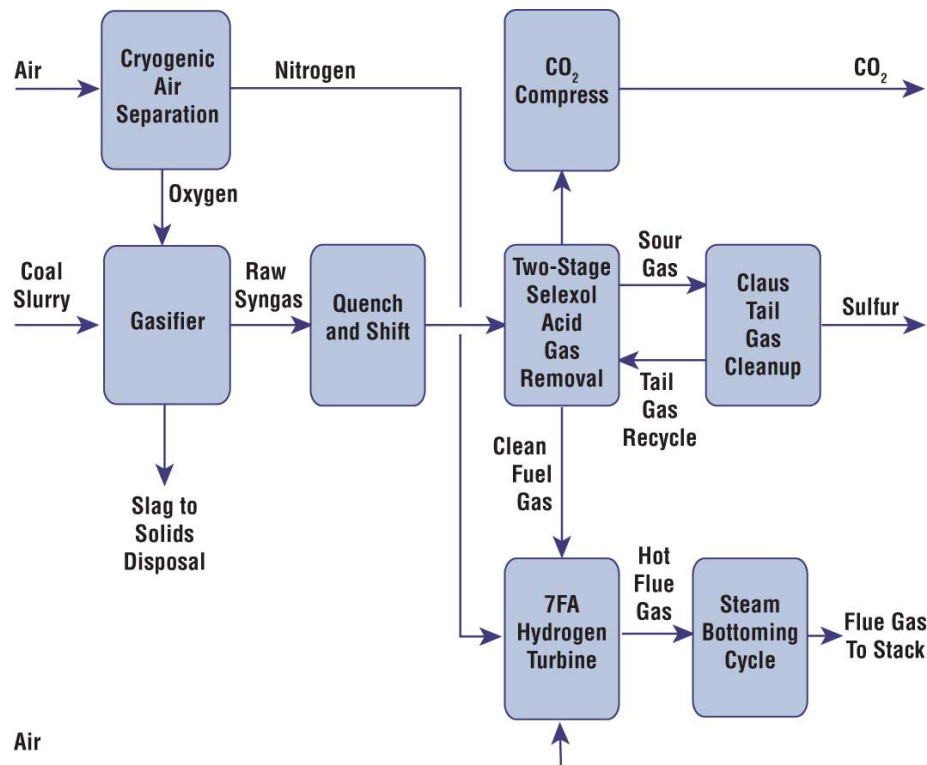 Air
Cryogenic
Air
Separation
Nitrogen
CO₂
Compress
CO₂
Oxygen
Coal
Slurry
Gasifier
Raw
Syngas
Quench
and Shift
Two-Stage
Selexol
Acid
Gas
Removal
Sour
Gas
Claus
Tail
Gas
Cleanup
Sulfur
Tail
Gas
Recycle
Clean
Fuel
Gas
Slag to
Solids
Disposal
7FA
Hydrogen
Turbine
Hot
Flue
Gas
Steam
Bottoming
Cycle
Flue Gas
To Stack
Air